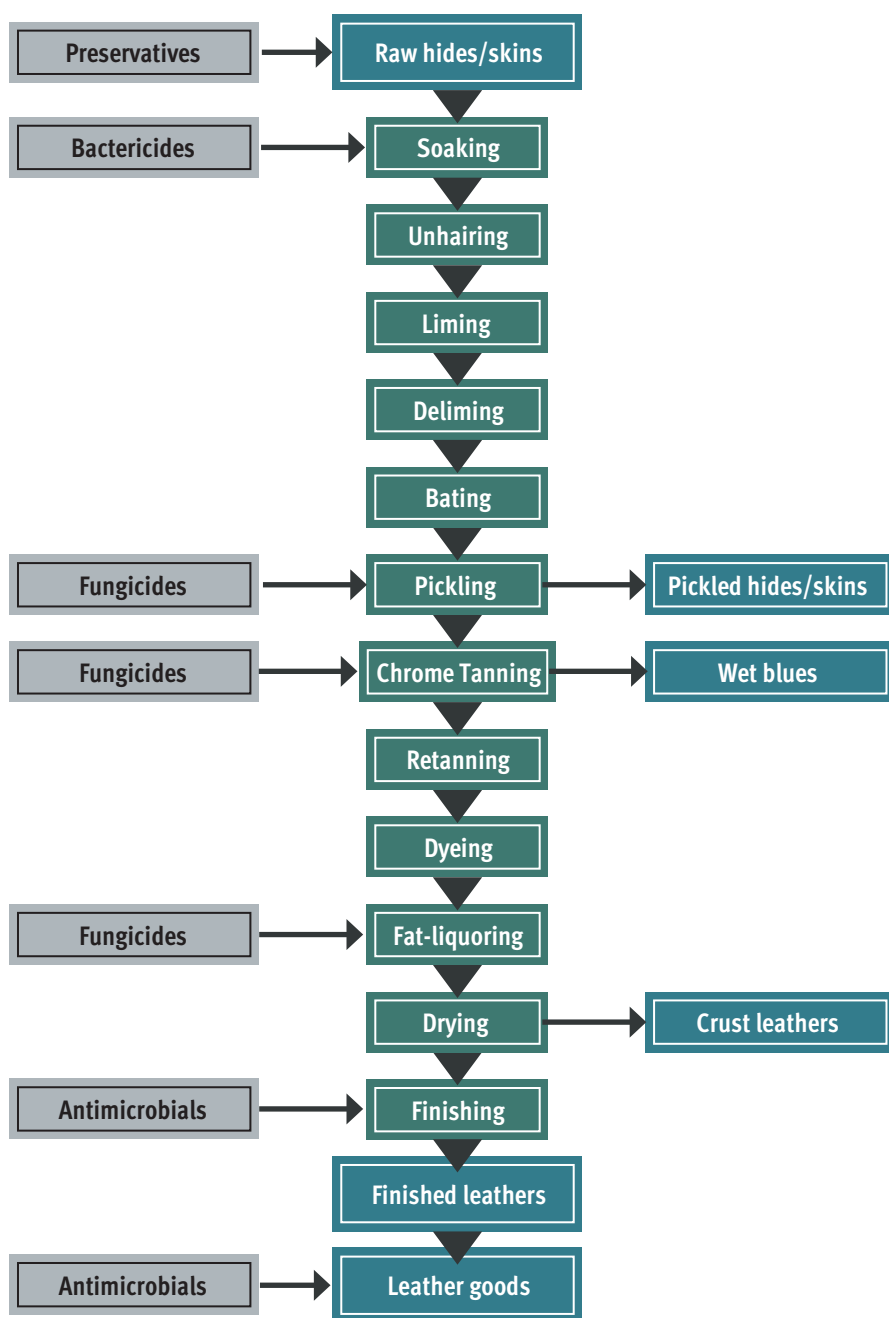 Preservatives
Raw hides/skins
Bactericides
Soaking
Unhairing
Liming
Deliming
Bating
Fungicides
Pickling
Pickled hides/skins
Fungicides
Chrome Tanning
Wet blues
Retanning
Dyeing
Fungicides
Fat-liquoring
Drying
Crust leathers
Antimicrobials
Finishing
Finished leathers
Antimicrobials
Leather goods